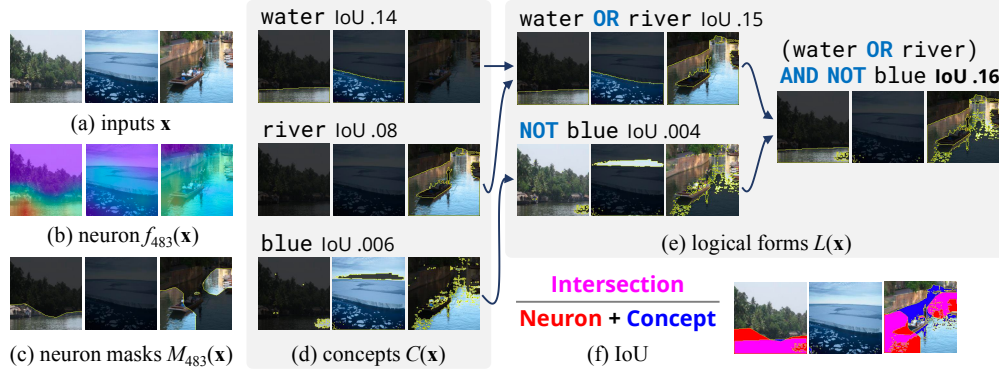 (a) inputs x
(b) neuron f483(x)
(c) neuron masks M483(x)
water IoU .14
river IoU .08
blue IoU .006
(d) concepts C(x)
water OR river IoU .15
NOT blue IoU .004
(water OR river)
AND NOT blue IoU .16
(e) logical forms L(x)
Intersection
Neuron + Concept
(f) IoU